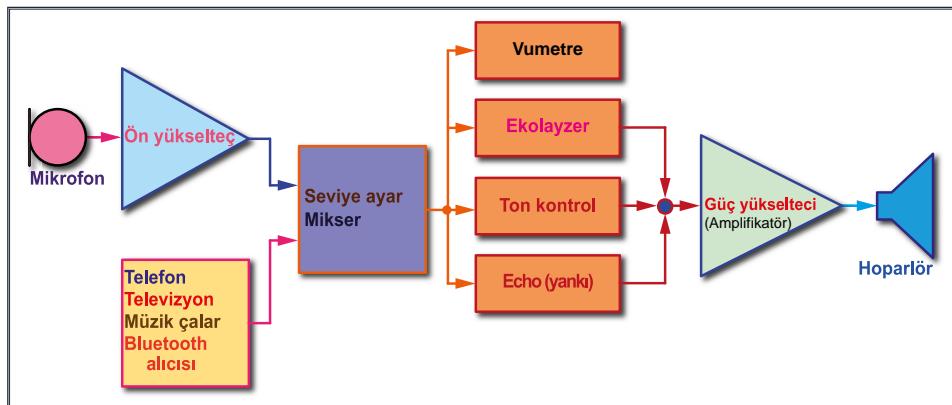 Mikrofon
Ön yükselteç
Telefon
Televizyon
Müzik çalar
Bluetooth
alıcısı
Seviye ayar
Mikser
Vumetre
Ekolayzer
Ton kontrol
Echo (yankı)
Güç yükselteci
(Amplifikatör)
Hoparlör